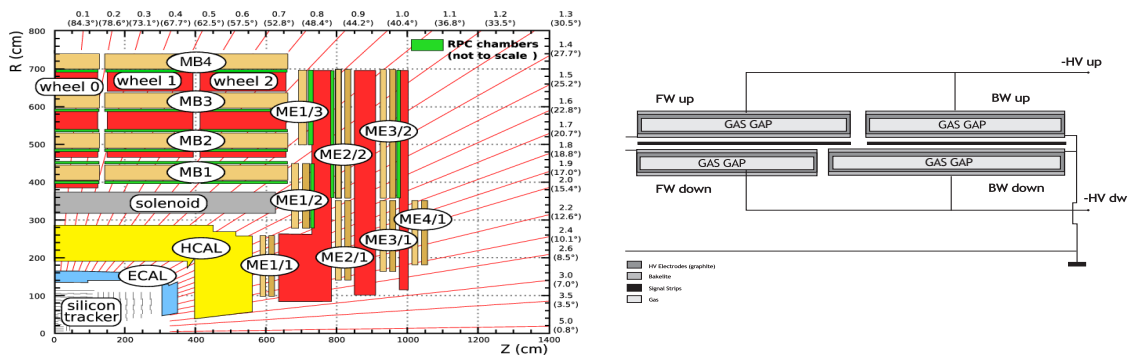 0.1 0.2 0.3 0.4 0.5 0.6 0.7 0.8 0.9 1.0 1.1 1.2 1.3
(84.3°) (78.6°) (73.1°) (67.7°) (62.5°) (57.5°) (52.8°) (48.4°) (44.2°) (40.4°) (36.8°) (33.5°) (30.5°)
R (cm)
800
700
600
500
400
300
200
100
0
0 200 400 600 800 1000 1200 1400
Z (cm)
RPC chambers
(not to scale )
1.4
(27.7°)
1.5
(25.2°)
1.6
(22.8°)
1.7
(20.7°)
1.8
(18.8°)
1.9
(17.0°)
2.0
(15.4°)
2.2
(12.6°)
2.4
(10.1°)
2.6
(8.5°)
3.0
(7.0°)
3.5
(3.5°)
5.0
(0.8°)
MB4
wheel 0
wheel 1
wheel 2
MB3
ME1/3
ME3/2
MB2
ME2/2
MB1
solenoid
ME1/2
ME4/1
HCAL
ME3/1
ME1/1
ME2/1
ECAL
silicon
tracker
-HV up
FW up
BW up
GAS GAP
GAS GAP
GAS GAP
GAS GAP
FW down
BW down
-HV dw
HV Electrodes (graphite)
Bakelite
Signal Strips
Gas